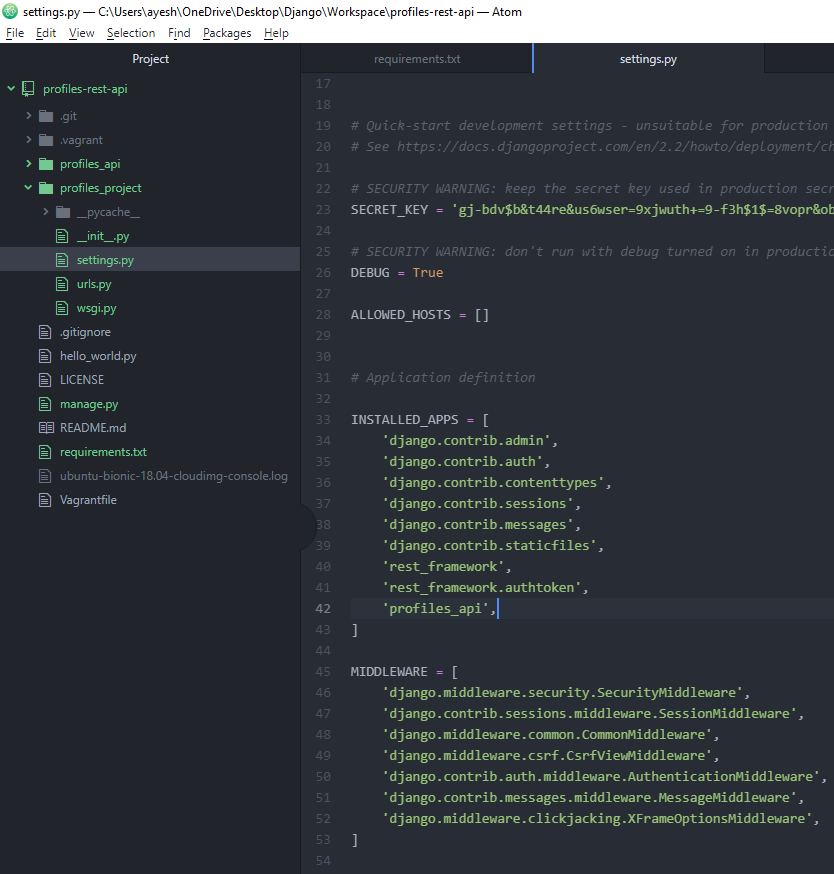 settings.py — C:\Users\ayesh\OneDrive\Desktop\Django\Workspace\profiles-rest-api — Atom
File Edit View Selection Find Packages Help
Project
profiles-rest-api
.git
.vagrant
profiles_api
profiles_project
__pycache__
__init__.py
settings.py
urls.py
wsgi.py
.gitignore
hello_world.py
LICENSE
manage.py
README.md
requirements.txt
ubuntu-bionic-18.04-cloudimg-console.log
Vagrantfile
requirements.txt settings.py
17
18
19 # Quick-start development settings - unsuitable for production
20 # See https://docs.djangoproject.com/en/2.2/howto/deployment/ch
21
22 # SECURITY WARNING: keep the secret key used in production secr
23 SECRET_KEY = 'gj-bdv$b&t44re&us6wser=9xjwuth+=9-f3h$1$=8vopr&ob
24
25 # SECURITY WARNING: don't run with debug turned on in productio
26 DEBUG = True
27
28 ALLOWED_HOSTS = []
29
30
31 # Application definition
32
33 INSTALLED_APPS = [
34 'django.contrib.admin',
35 'django.contrib.auth',
36 'django.contrib.contenttypes',
37 'django.contrib.sessions',
38 'django.contrib.messages',
39 'django.contrib.staticfiles',
40 'rest_framework',
41 'rest_framework.authtoken',
42 'profiles_api',
43 ]
44
45 MIDDLEWARE = [
46 'django.middleware.security.SecurityMiddleware',
47 'django.contrib.sessions.middleware.SessionMiddleware',
48 'django.middleware.common.CommonMiddleware',
49 'django.middleware.csrf.CsrfViewMiddleware',
50 'django.contrib.auth.middleware.AuthenticationMiddleware',
51 'django.contrib.messages.middleware.MessageMiddleware',
52 'django.middleware.clickjacking.XFrameOptionsMiddleware',
53 ]
54